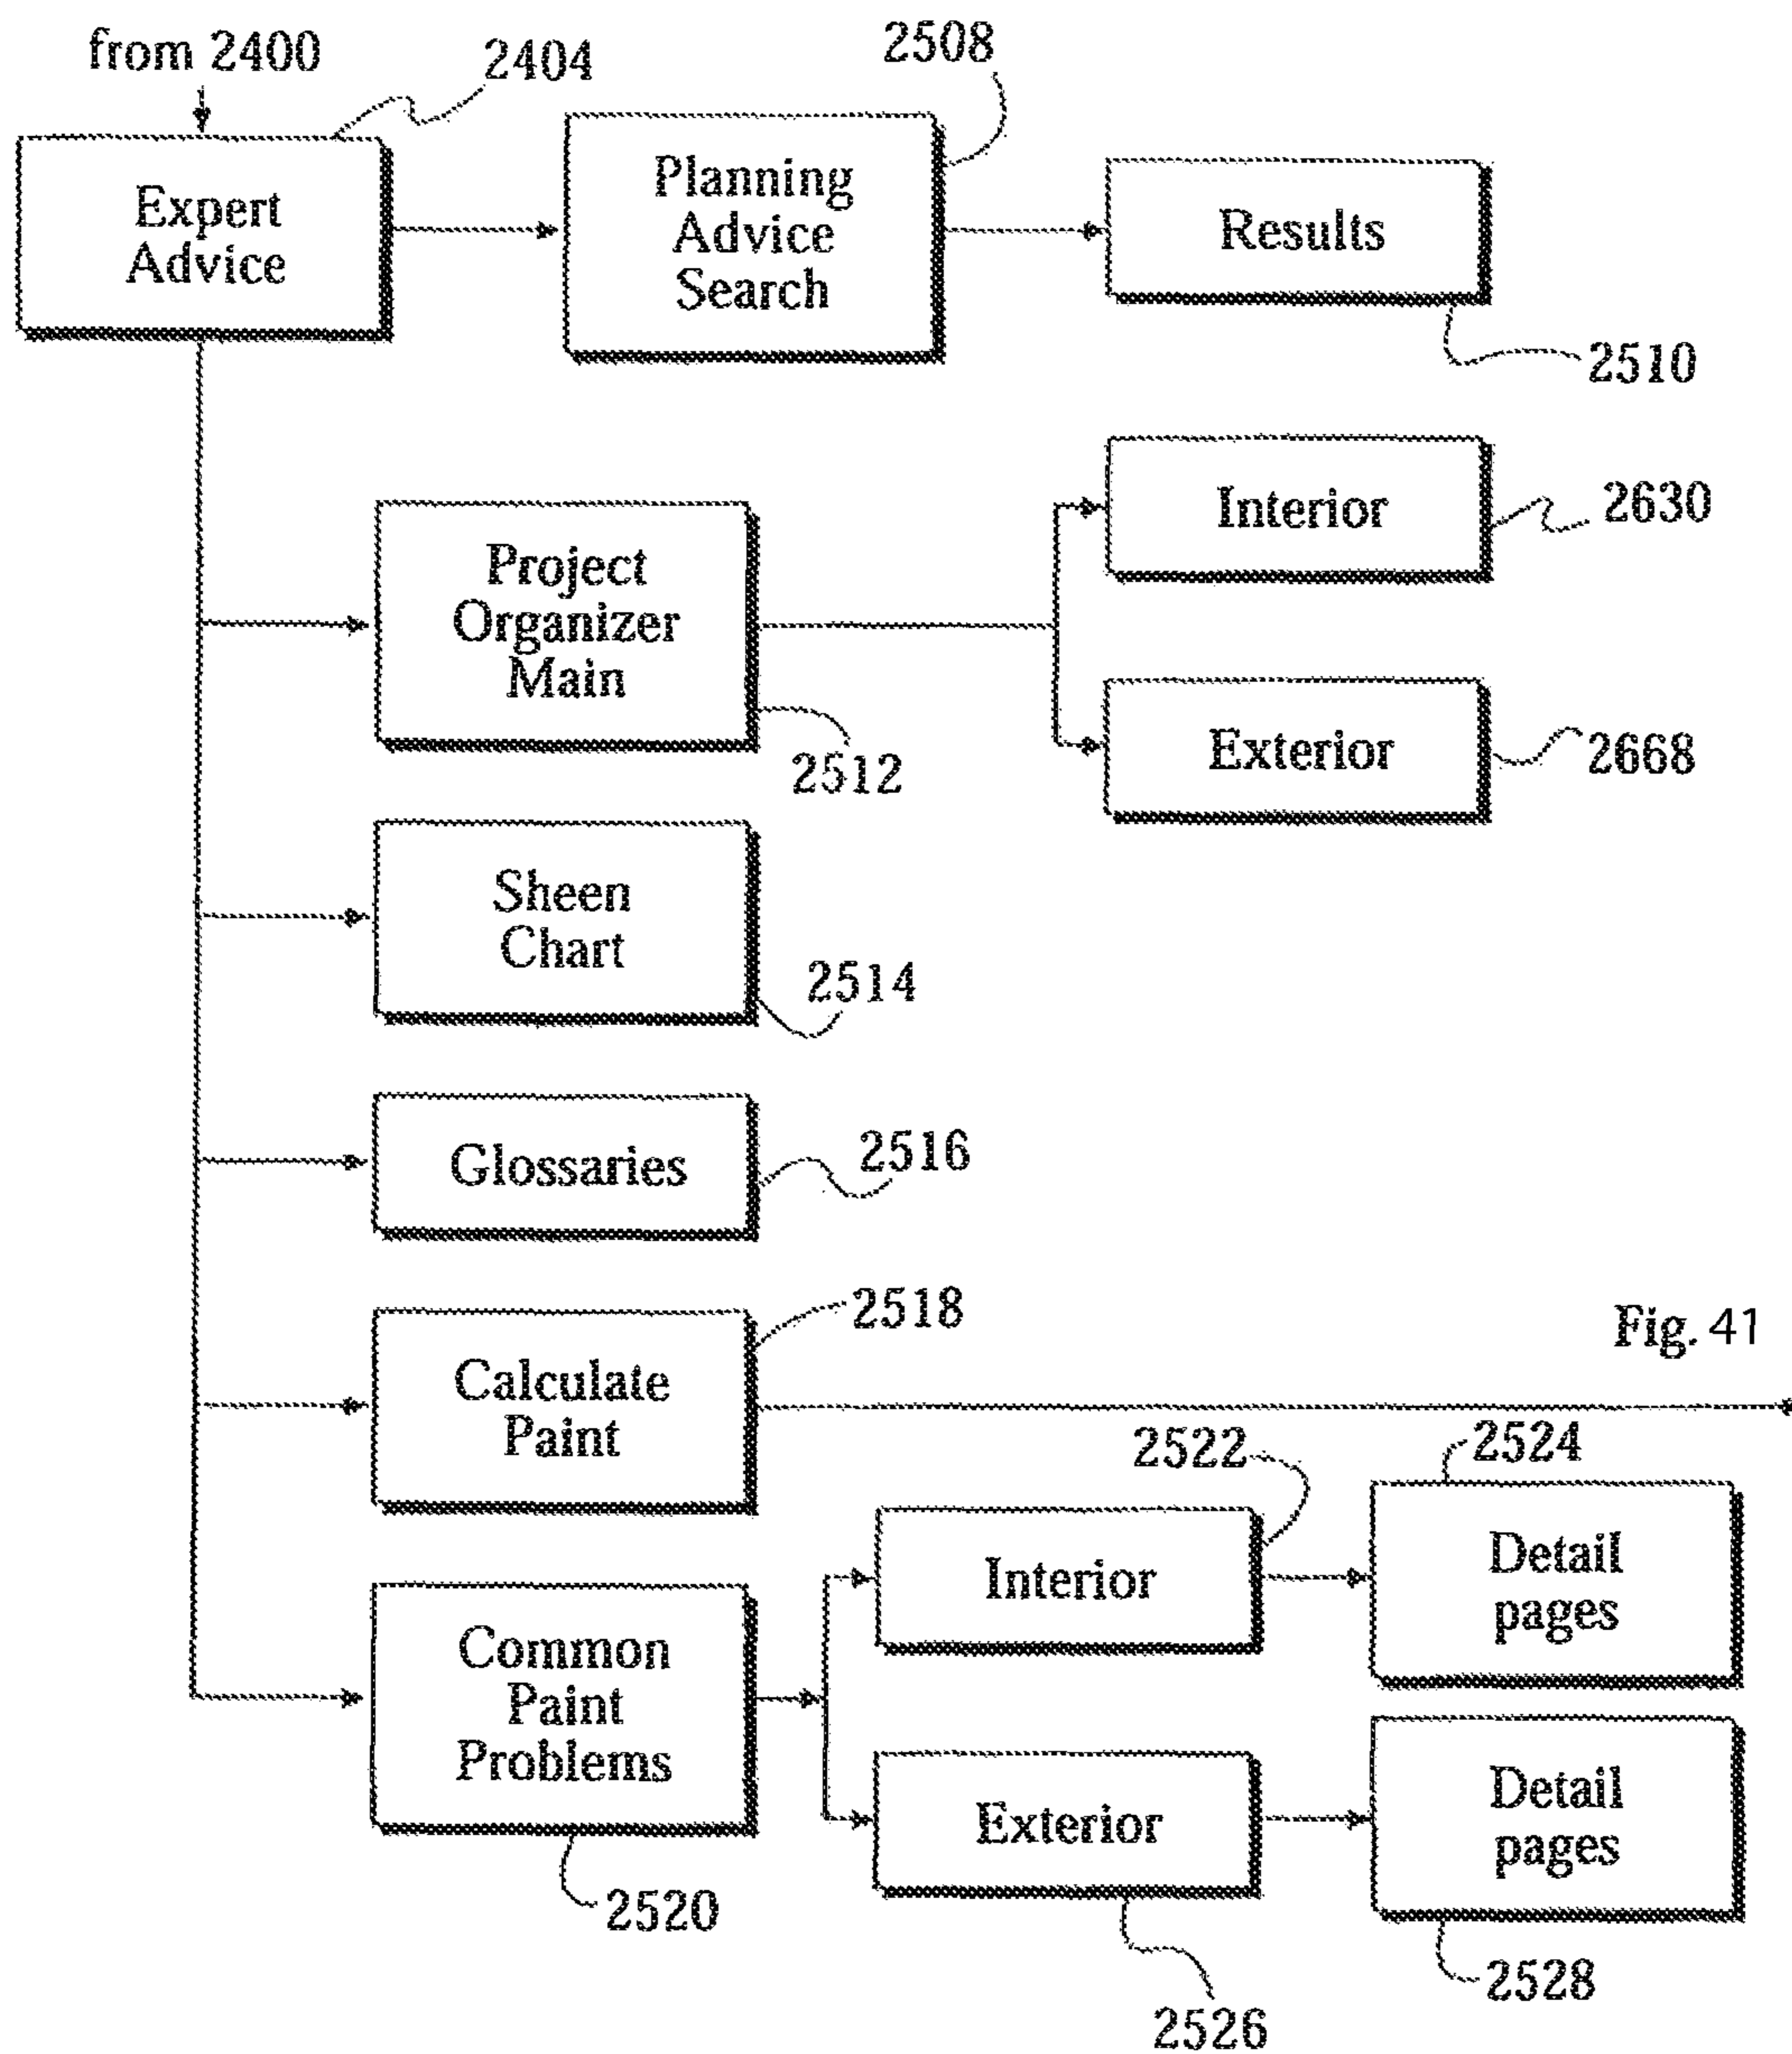 from 2400
2404
2508
Expert
Advice
Planning
Advice
Search
Results
2510
Project
Organizer
Main
2512
Interior
2630
Exterior
2668
Sheen
Chart
2514
Glossaries
2516
Calculate
Paint
2518
Fig. 41
Common
Paint
Problems
2520
Interior
2522
Detail
pages
2524
Exterior
2526
Detail
pages
2528